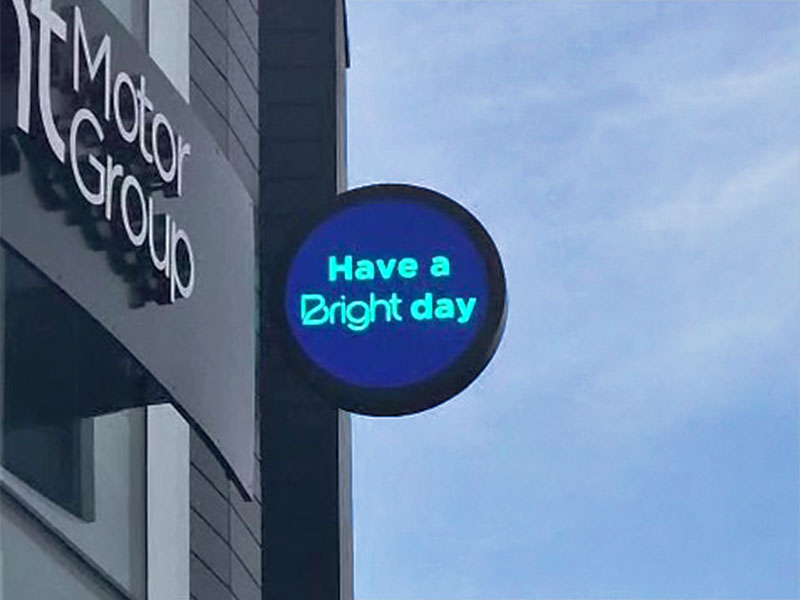 Motor
Group
Have a
Bright day